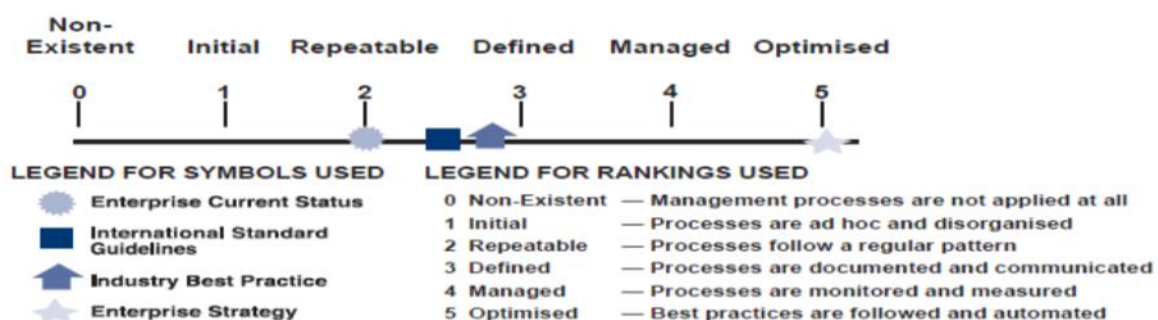 Non-
Existent Initial Repeatable Defined Managed Optimised
0 1 2 3 4 5
LEGEND FOR SYMBOLS USED
Enterprise Current Status
International Standard
Guidelines
Industry Best Practice
Enterprise Strategy
LEGEND FOR RANKINGS USED
0 Non-Existent — Management processes are not applied at all
1 Initial — Processes are ad hoc and disorganised
2 Repeatable — Processes follow a regular pattern
3 Defined — Processes are documented and communicated
4 Managed — Processes are monitored and measured
5 Optimised — Best practices are followed and automated